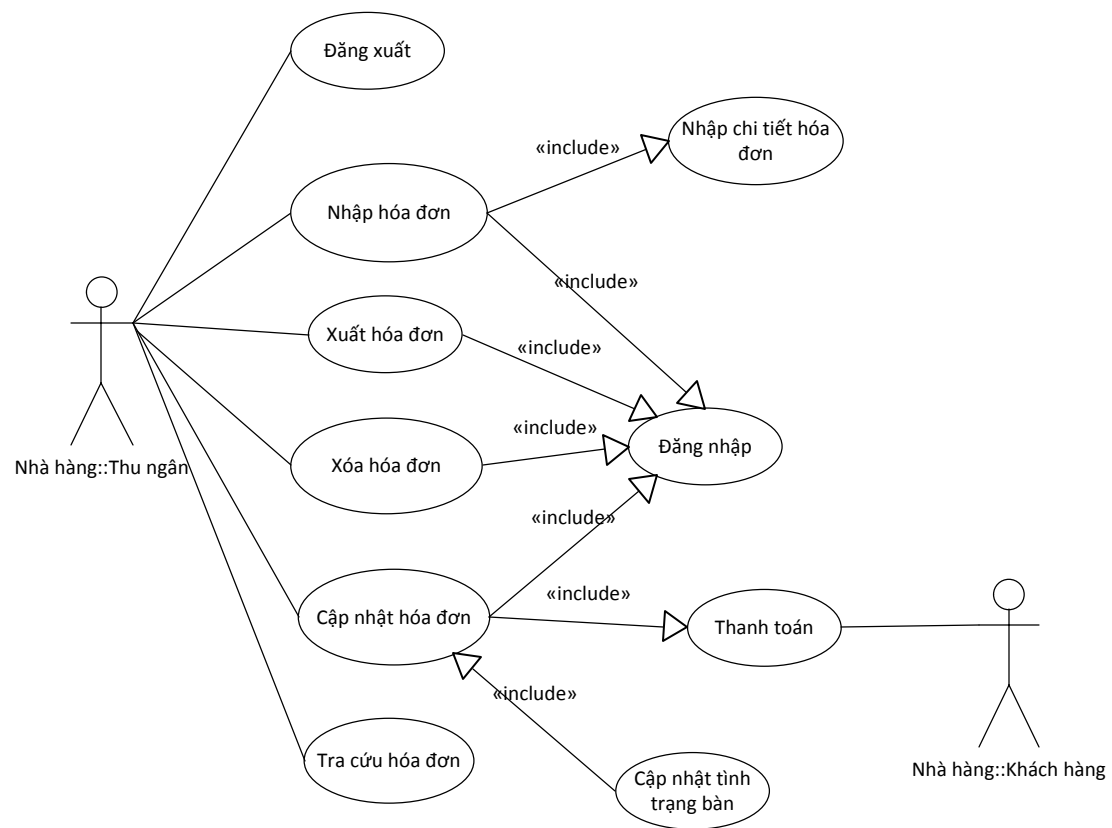 Đăng xuất
Nhập chi tiết hóa
đơn
«include»
Nhập hóa đơn
«include»
Xuất hóa đơn
«include»
«include»
Đăng nhập
Xóa hóa đơn
Nhà hàng::Thu ngân
«include»
Cập nhật hóa đơn
«include»
Thanh toán
«include»
Tra cứu hóa đơn
Cập nhật tình
trạng bàn
Nhà hàng::Khách hàng